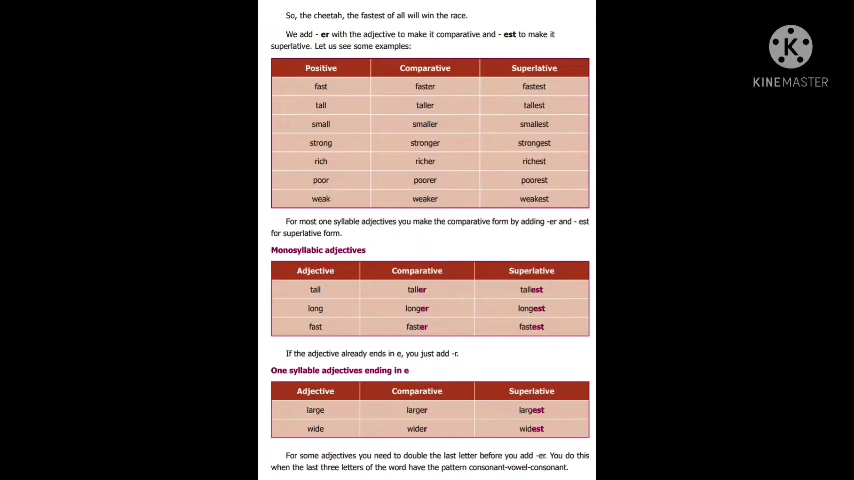 So, the cheetah, the fastest of all will win the race.
We add - er with the adjective to make it comparative and - est to make it
superlative. Let us see some examples:
Positive Comparative Superlative
fast faster fastest
tall taller tallest
small smaller smallest
strong stronger strongest
rich richer richest
poor poorer poorest
weak weaker weakest
For most one syllable adjectives you make the comparative form by adding -er and - est
for superlative form.
Monosyllabic adjectives
Adjective Comparative Superlative
tall taller tallest
long longer longest
fast faster fastest
If the adjective already ends in e, you just add -r.
One syllable adjectives ending in e
Adjective Comparative Superlative
large larger largest
wide wider widest
For some adjectives you need to double the last letter before you add -er. You do this
when the last three letters of the word have the pattern consonant-vowel-consonant.
K
KINEMASTER